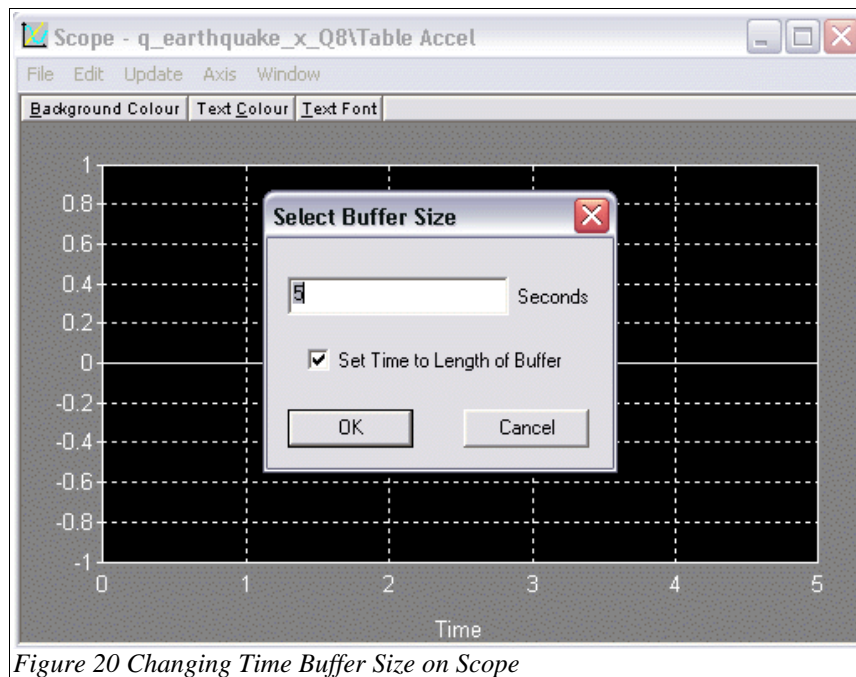 Scope - q_earthquake_x_Q8\Table Accel
File Edit Update Axis Window
Background Colour Text Colour Text Font
1
0.8
0.6
0.4
0.2
0
-0.2
-0.4
-0.6
-0.8
-1
0 1 2 3 4 5
Time
Select Buffer Size
5 Seconds
Set Time to Length of Buffer
OK Cancel
Figure 20 Changing Time Buffer Size on Scope